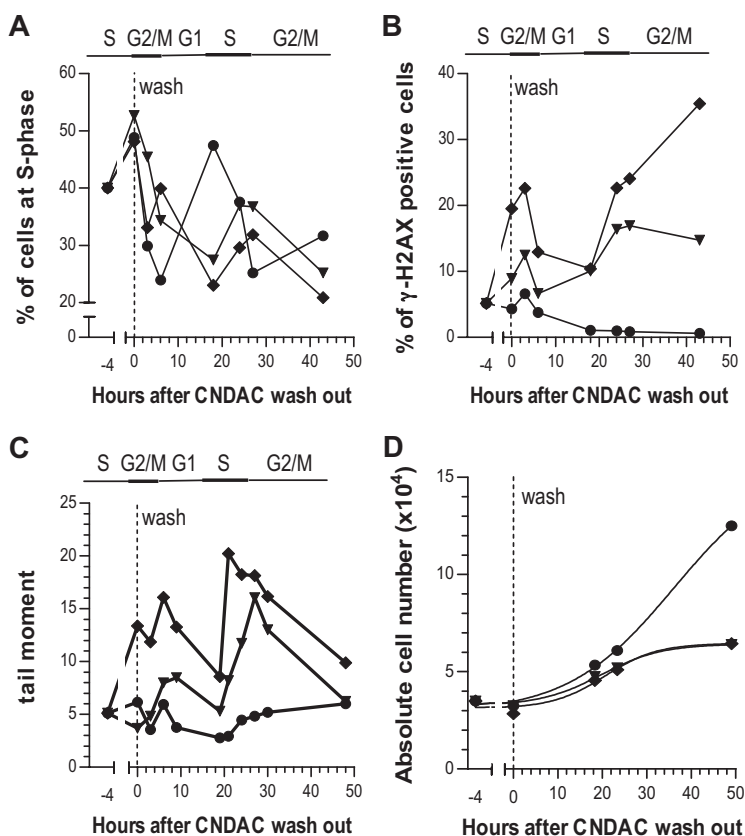 A
S G2/M G1 S G2/M
wash
% of cells at S-phase
60
50
40
30
20
0
-4 0 10 20 30 40 50
Hours after CNDAC wash out
B
S G2/M G1 S G2/M
wash
% of γ-H2AX positive cells
40
30
20
10
0
-4 0 10 20 30 40 50
Hours after CNDAC wash out
C
S G2/M G1 S G2/M
wash
tail moment
25
20
15
10
5
0
-4 0 10 20 30 40 50
Hours after CNDAC wash out
D
wash
Absolute cell number (x10⁴)
15
10
5
0
-4 0 10 20 30 40 50
Hours after CNDAC wash out